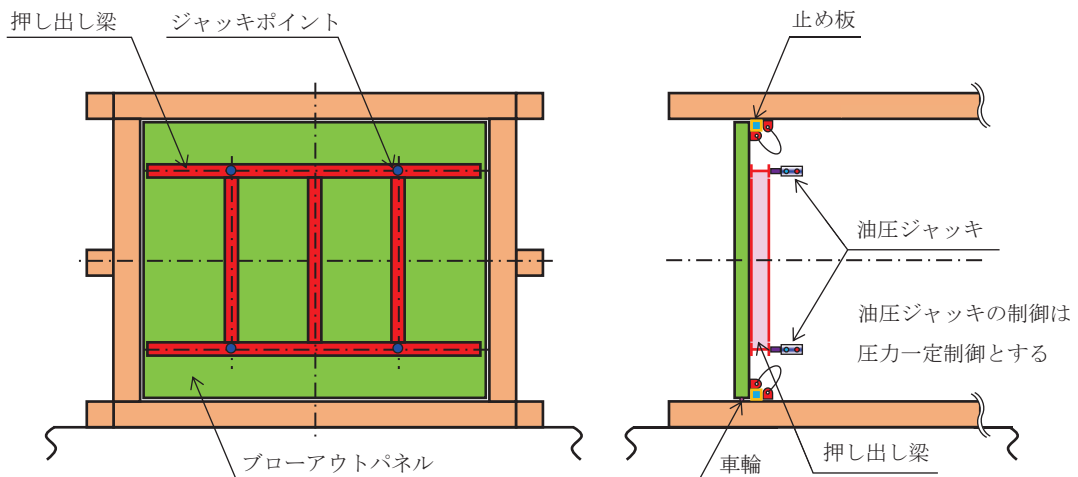 押し出し梁
ジャッキポイント
ブローアウトパネル
止め板
油圧ジャッキ
油圧ジャッキの制御は
圧力一定制御とする
車輪
押し出し梁